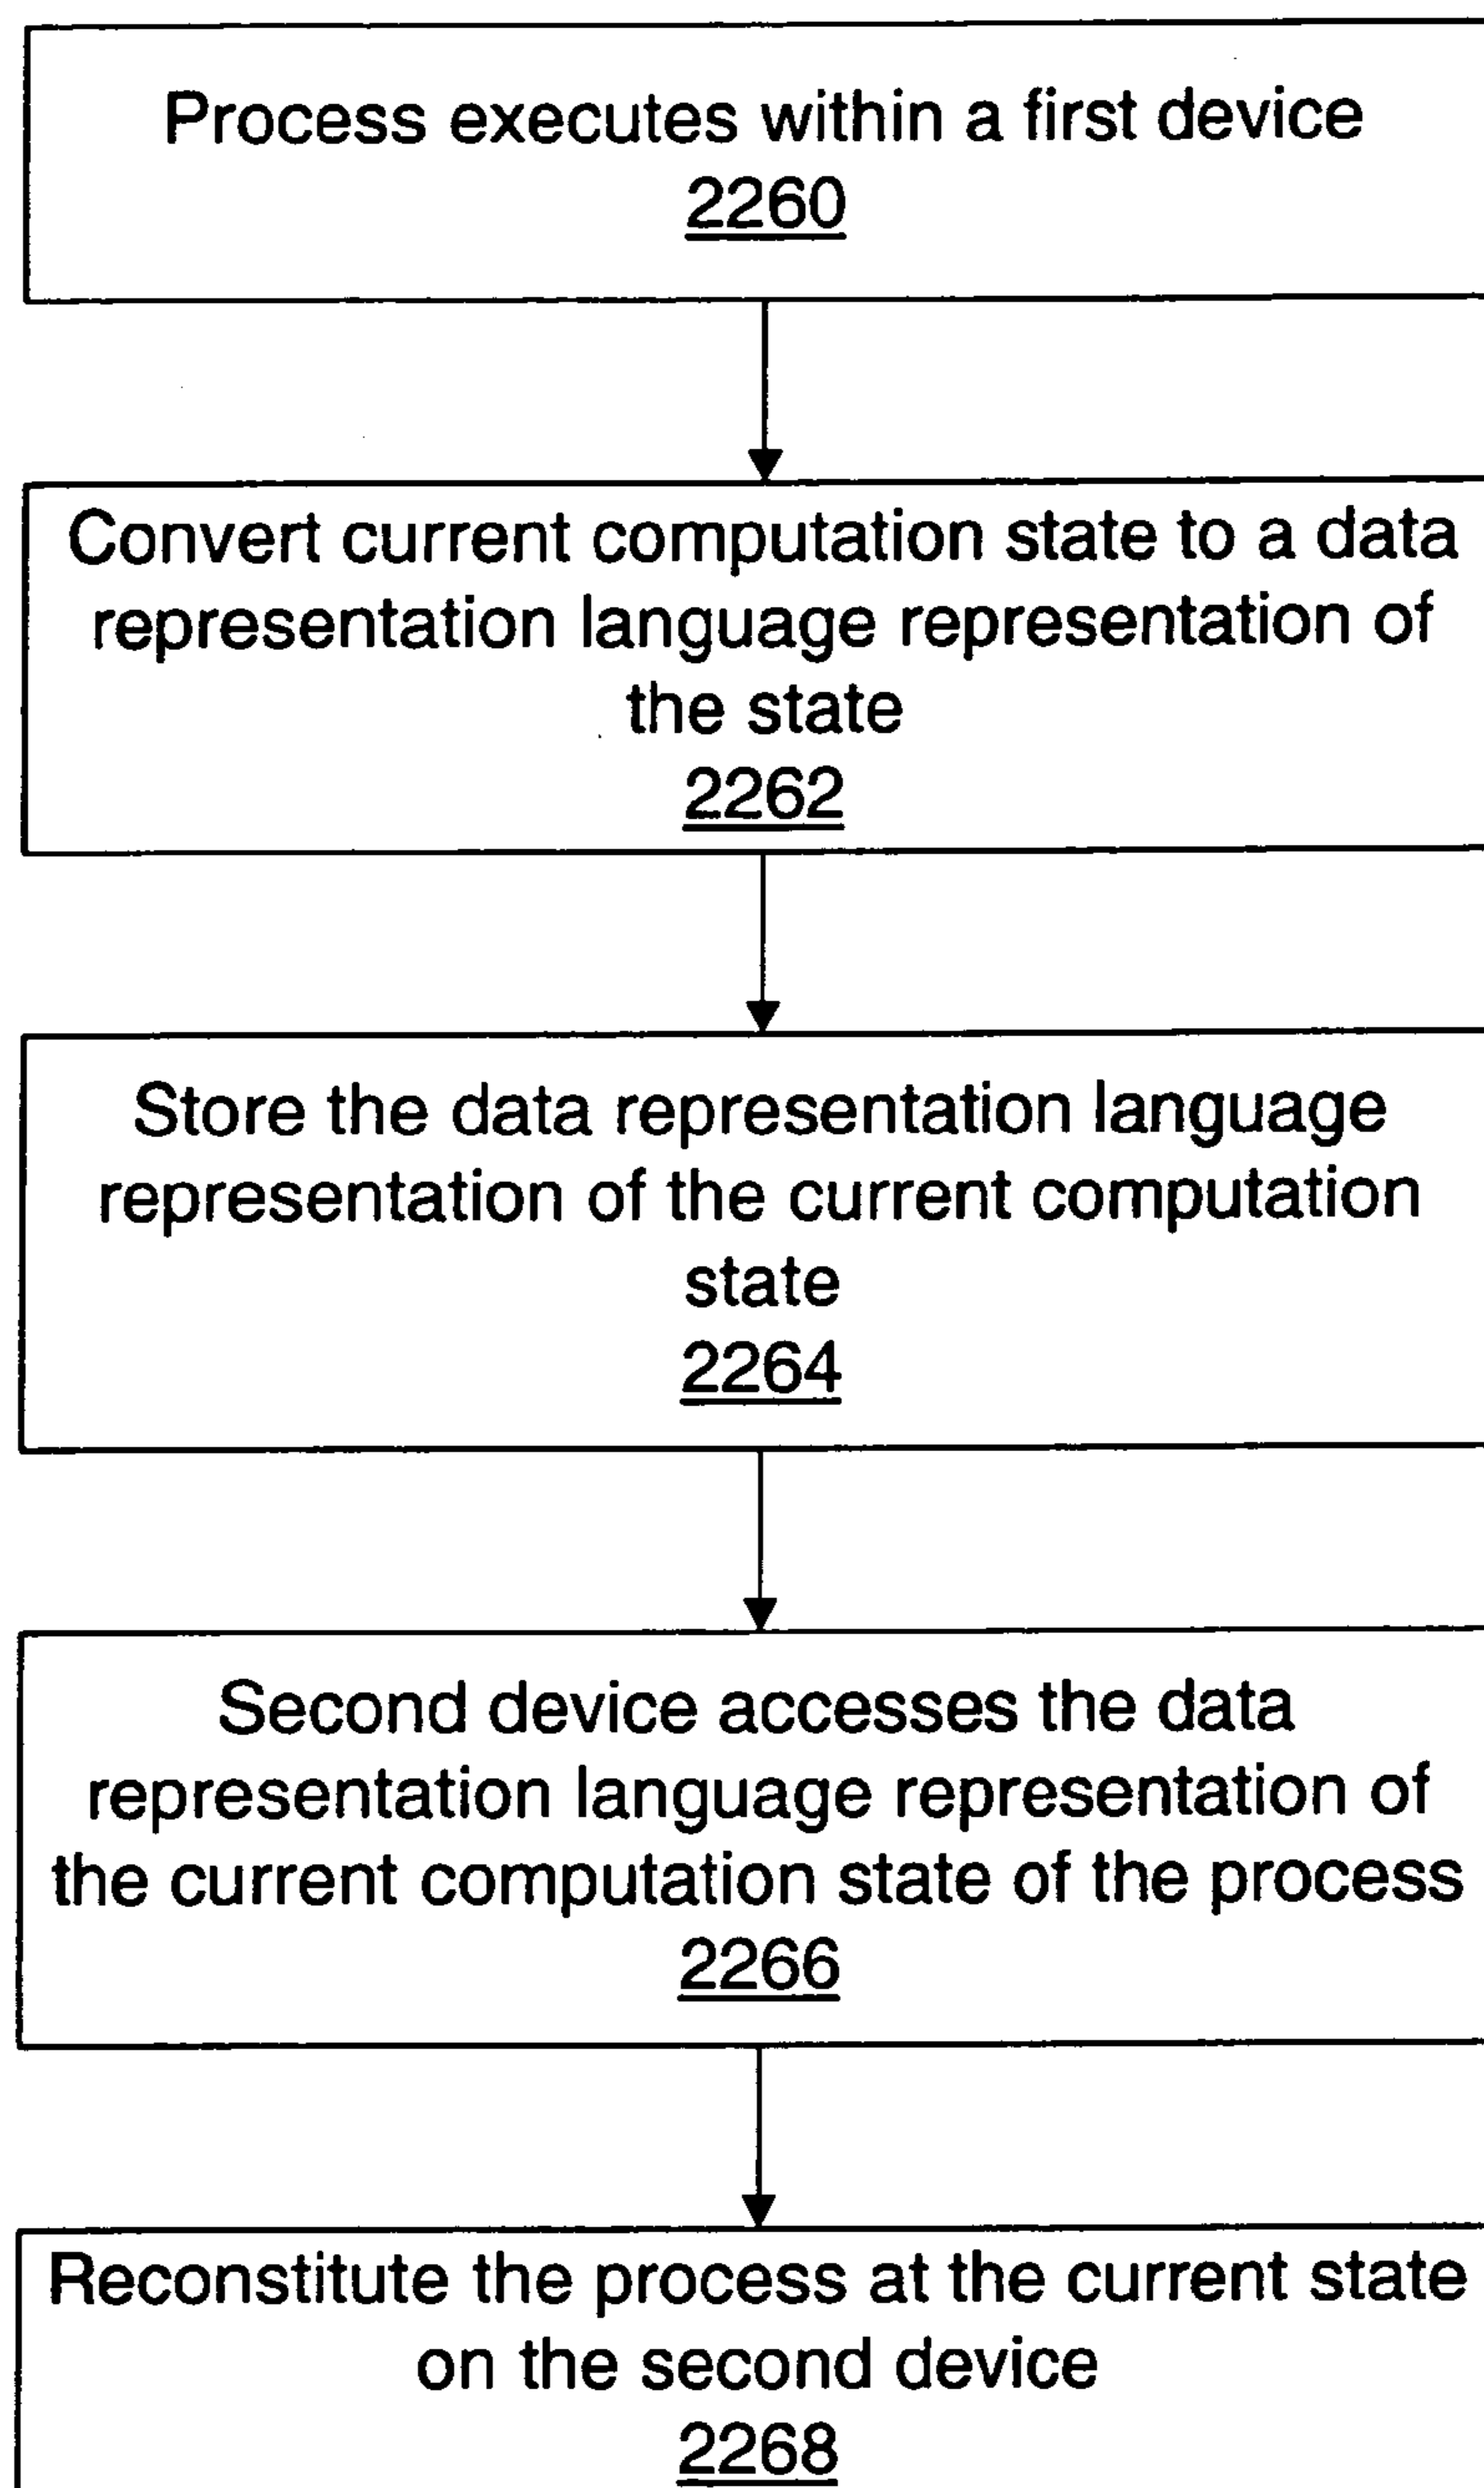 Process executes within a first device
2260
Convert current computation state to a data
representation language representation of
the state
2262
Store the data representation language
representation of the current computation
state
2264
Second device accesses the data
representation language representation of
the current computation state of the process
2266
Reconstitute the process at the current state
on the second device
2268